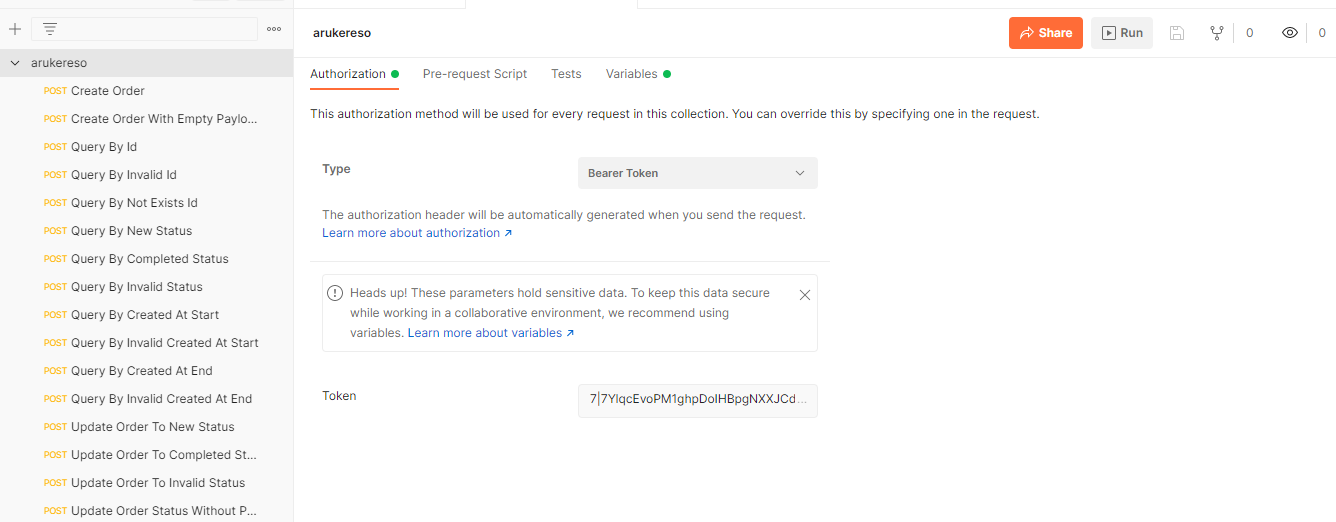 arukereso
Share
Run
0
0
arukereso
POST Create Order
POST Create Order With Empty Paylo...
POST Query By Id
POST Query By Invalid Id
POST Query By Not Exists Id
POST Query By New Status
POST Query By Completed Status
POST Query By Invalid Status
POST Query By Created At Start
POST Query By Invalid Created At Start
POST Query By Created At End
POST Query By Invalid Created At End
POST Update Order To New Status
POST Update Order To Completed St...
POST Update Order To Invalid Status
POST Update Order Status Without P...
Authorization
Pre-request Script
Tests
Variables
This authorization method will be used for every request in this collection. You can override this by specifying one in the request.
Type
Bearer Token
The authorization header will be automatically generated when you send the request.
Learn more about authorization ↗
Heads up! These parameters hold sensitive data. To keep this data secure
while working in a collaborative environment, we recommend using
variables. Learn more about variables ↗
Token